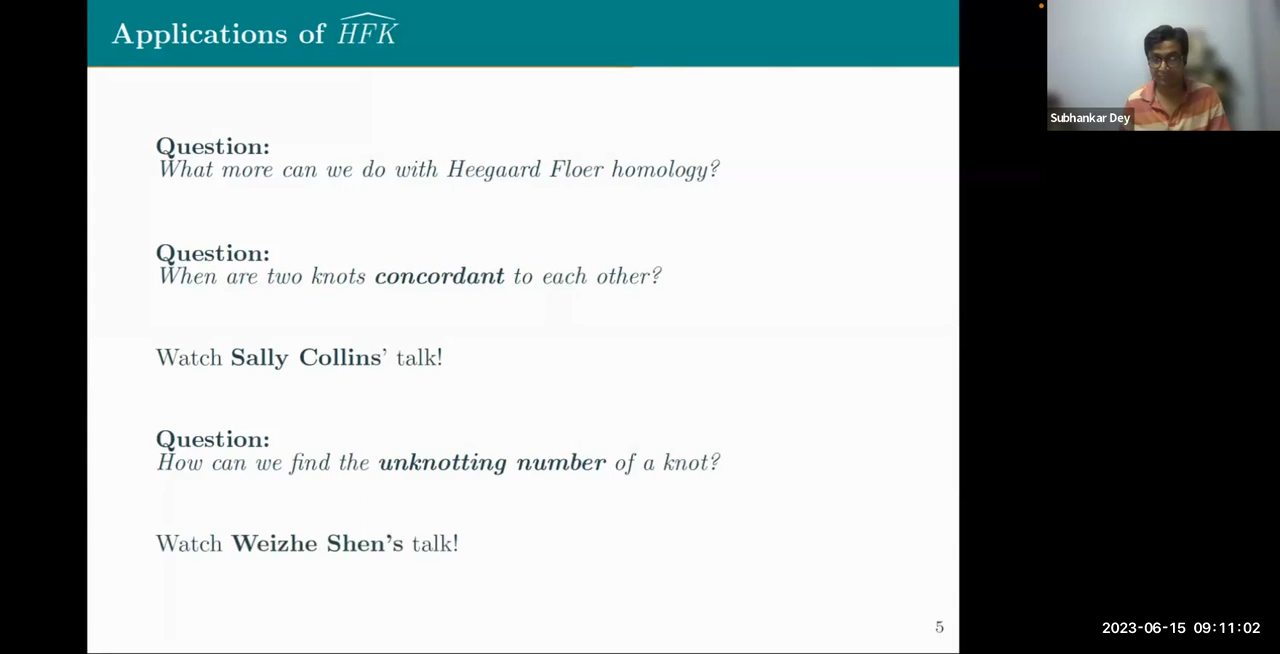 Applications of $\widehat{HFK}$
Subhankar Dey
Question:
What more can we do with Heegaard Floer homology?
Question:
When are two knots concordant to each other?
Watch Sally Collins’ talk!
Question:
How can we find the unknotting number of a knot?
Watch Weizhe Shen’s talk!
5
2023-06-15 09:11:02